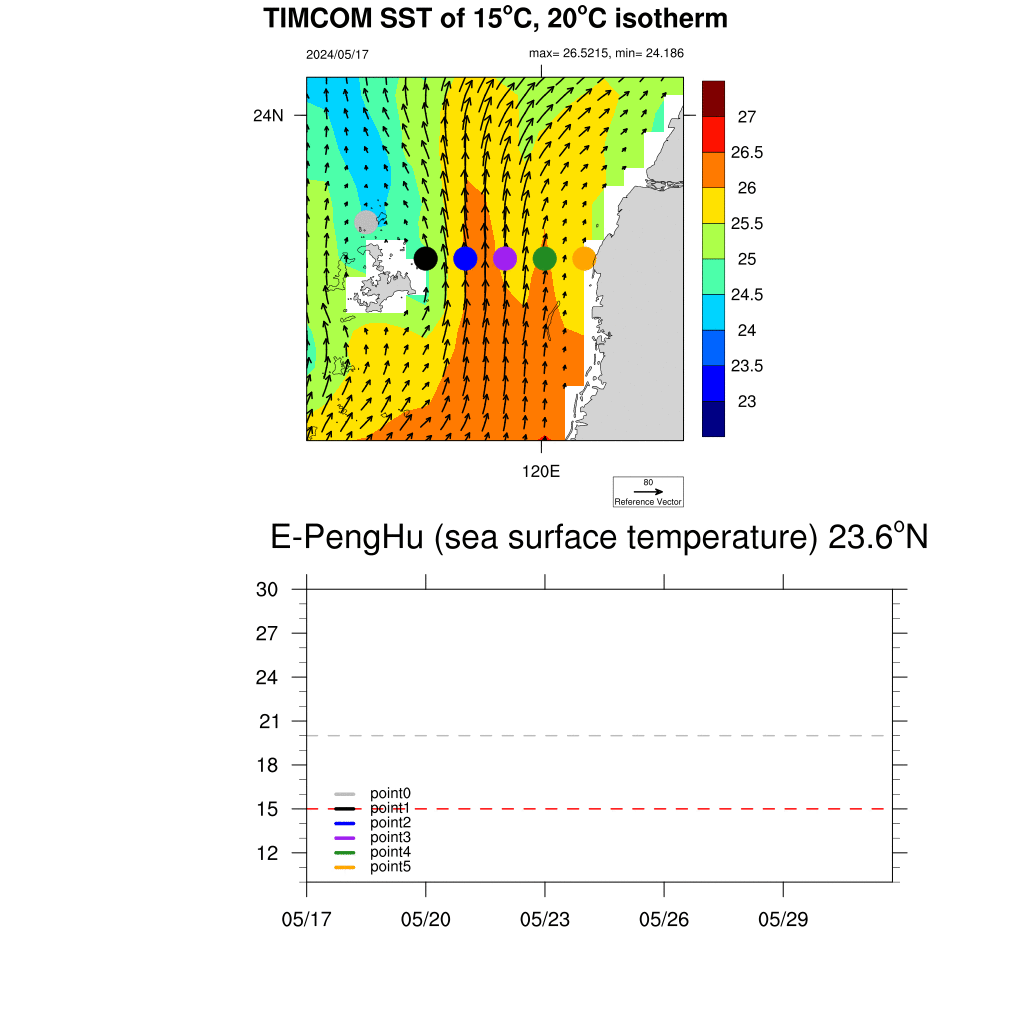 TIMCOM SST of 15°C, 20°C isotherm
2024/05/17 max= 26.5215, min= 24.186
24N
27
26.5
26
25.5
25
24.5
24
23.5
23
120E
80
Reference Vector
E-PengHu (sea surface temperature) 23.6°N
30
27
24
21
18
15
12
point0
point1
point2
point3
point4
point5
05/17 05/20 05/23 05/26 05/29